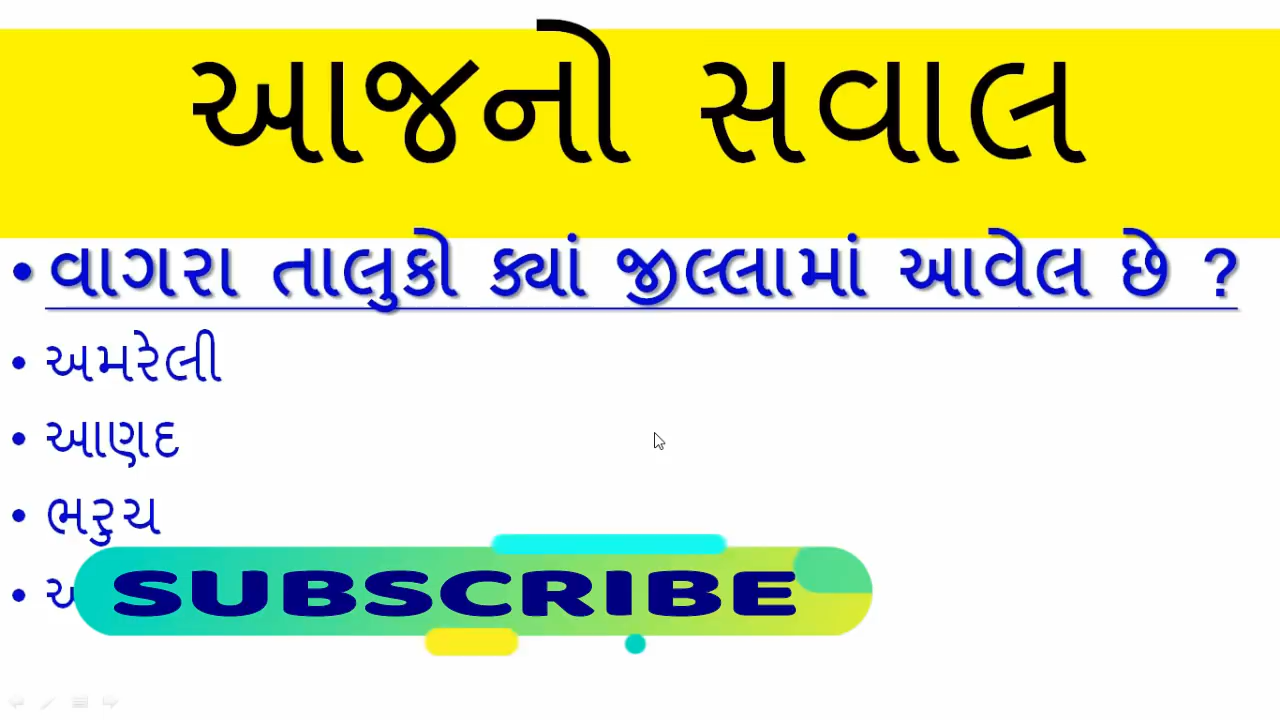 આજનો સવાલ
• વાગરા તાલુકો ક્યાં જીલ્લામાં આવેલ છે ?
• અમરેલી
• આણદ
• ભરુચ
SUBSCRIBE